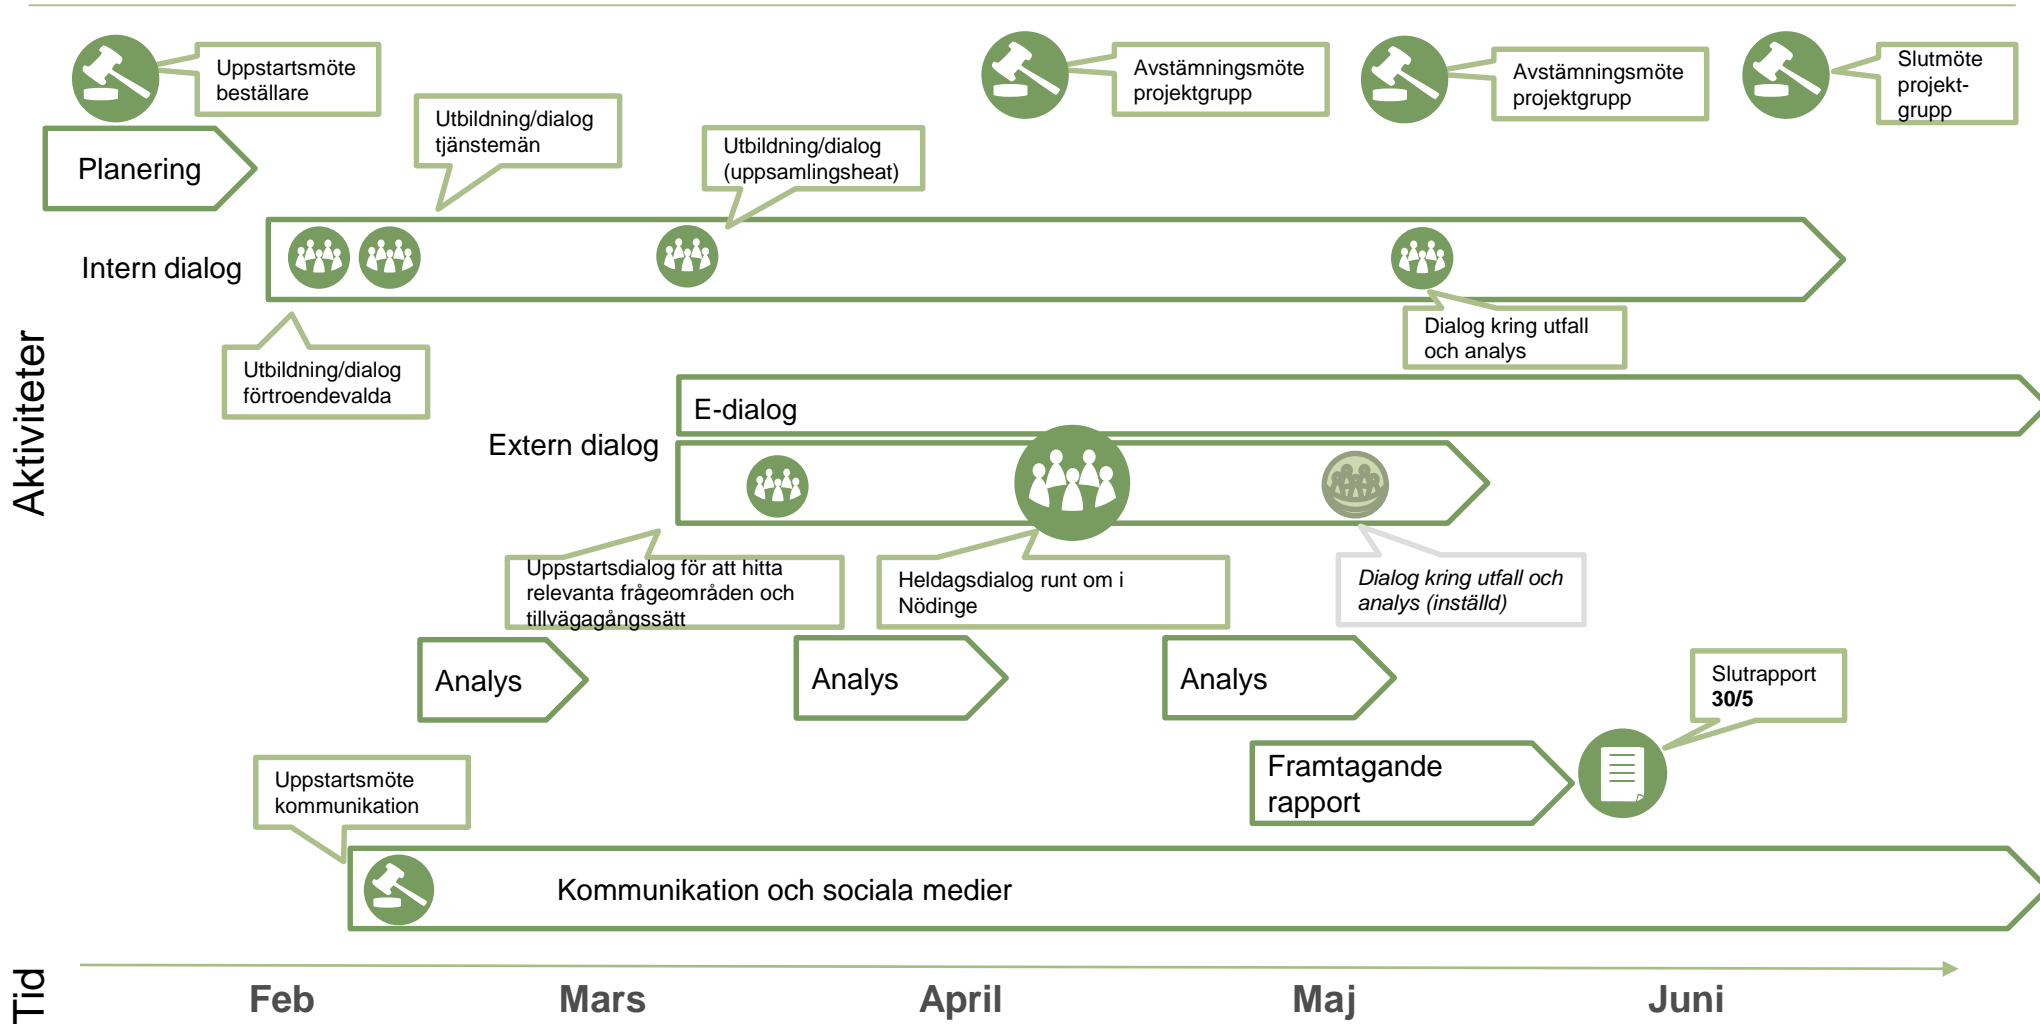 Uppstartsmöte
beställare
Avstämningsmöte
projektgrupp
Avstämningsmöte
projektgrupp
Slutmöte
projekt-
grupp
Planering
Utbildning/dialog
tjänstemän
Utbildning/dialog
(uppsamlingsheat)
Intern dialog
Utbildning/dialog
förtroendevalda
Dialog kring utfall
och analys
Aktiviteter
E-dialog
Extern dialog
Uppstartsdialog för att hitta
relevanta frågeområden och
tillvägagångssätt
Heldagsdialog runt om i
Nödinge
Dialog kring utfall och
analys (inställd)
Analys
Analys
Analys
Slutrapport
30/5
Framtagande
rapport
Uppstartsmöte
kommunikation
Kommunikation och sociala medier
Tid
Feb
Mars
April
Maj
Juni